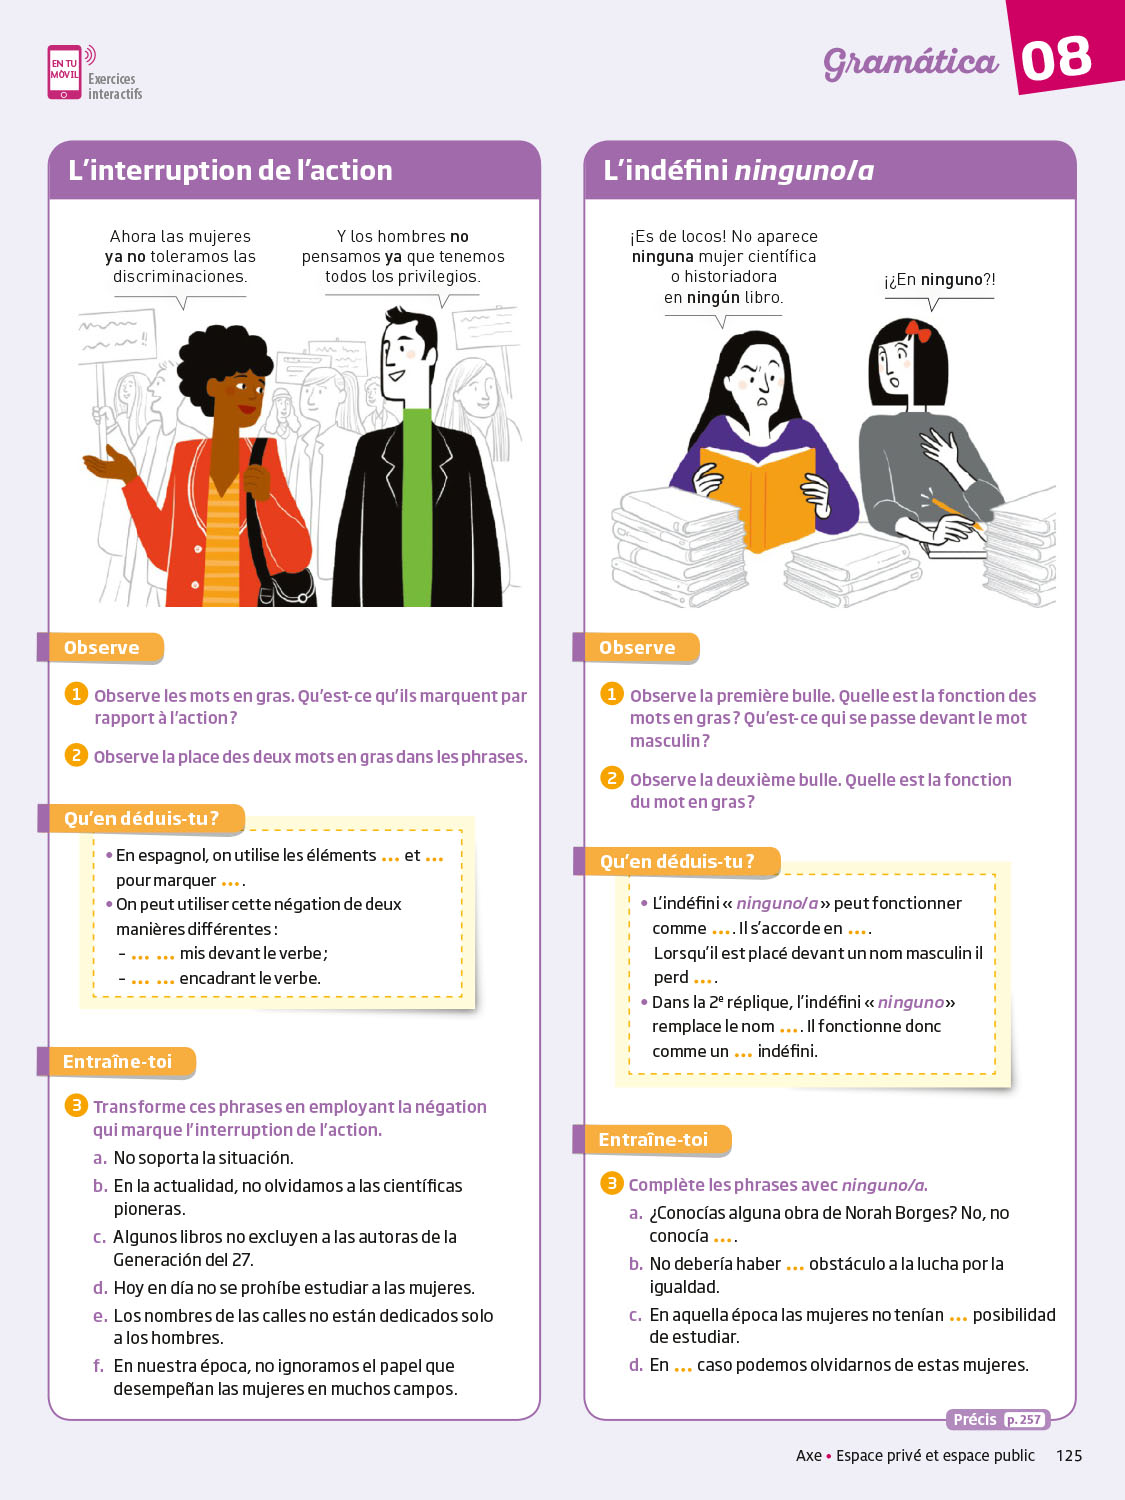 EN TU
MÓVIL
Exercices
interactifs
Gramática
08
L'interruption de l'action
Ahora las mujeres
ya no toleramos las
discriminaciones.
Y los hombres no
pensamos ya que tenemos
todos los privilegios.
Observe
1 Observe les mots en gras. Qu'est-ce qu'ils marquent par
rapport à l'action ?
2 Observe la place des deux mots en gras dans les phrases.
Qu'en déduis-tu ?
• En espagnol, on utilise les éléments ... et ...
pour marquer ... .
• On peut utiliser cette négation de deux
manières différentes :
– ... ... mis devant le verbe ;
– ... ... encadrant le verbe.
Entraîne-toi
3 Transforme ces phrases en employant la négation
qui marque l'interruption de l'action.
a. No soporta la situación.
b. En la actualidad, no olvidamos a las científicas
pioneras.
c. Algunos libros no excluyen a las autoras de la
Generación del 27.
d. Hoy en día no se prohíbe estudiar a las mujeres.
e. Los nombres de las calles no están dedicados solo
a los hombres.
f. En nuestra época, no ignoramos el papel que
desempeñan las mujeres en muchos campos.
L'indéfini ninguno/a
¡Es de locos! No aparece
ninguna mujer científica
o historiadora
en ningún libro.
¡¿En ninguno?!
Observe
1 Observe la première bulle. Quelle est la fonction des
mots en gras ? Qu'est-ce qui se passe devant le mot
masculin ?
2 Observe la deuxième bulle. Quelle est la fonction
du mot en gras ?
Qu'en déduis-tu ?
• L'indéfini « ninguno/a » peut fonctionner
comme ... . Il s'accorde en ... .
Lorsqu'il est placé devant un nom masculin il
perd ... .
• Dans la 2e réplique, l'indéfini « ninguno »
remplace le nom ... . Il fonctionne donc
comme un ... indéfini.
Entraîne-toi
3 Complète les phrases avec ninguno/a.
a. ¿Conocías alguna obra de Norah Borges? No, no
conocía ... .
b. No debería haber ... obstáculo a la lucha por la
igualdad.
c. En aquella época las mujeres no tenían ... posibilidad
de estudiar.
d. En ... caso podemos olvidarnos de estas mujeres.
Précis p. 257
Axe • Espace privé et espace public 125